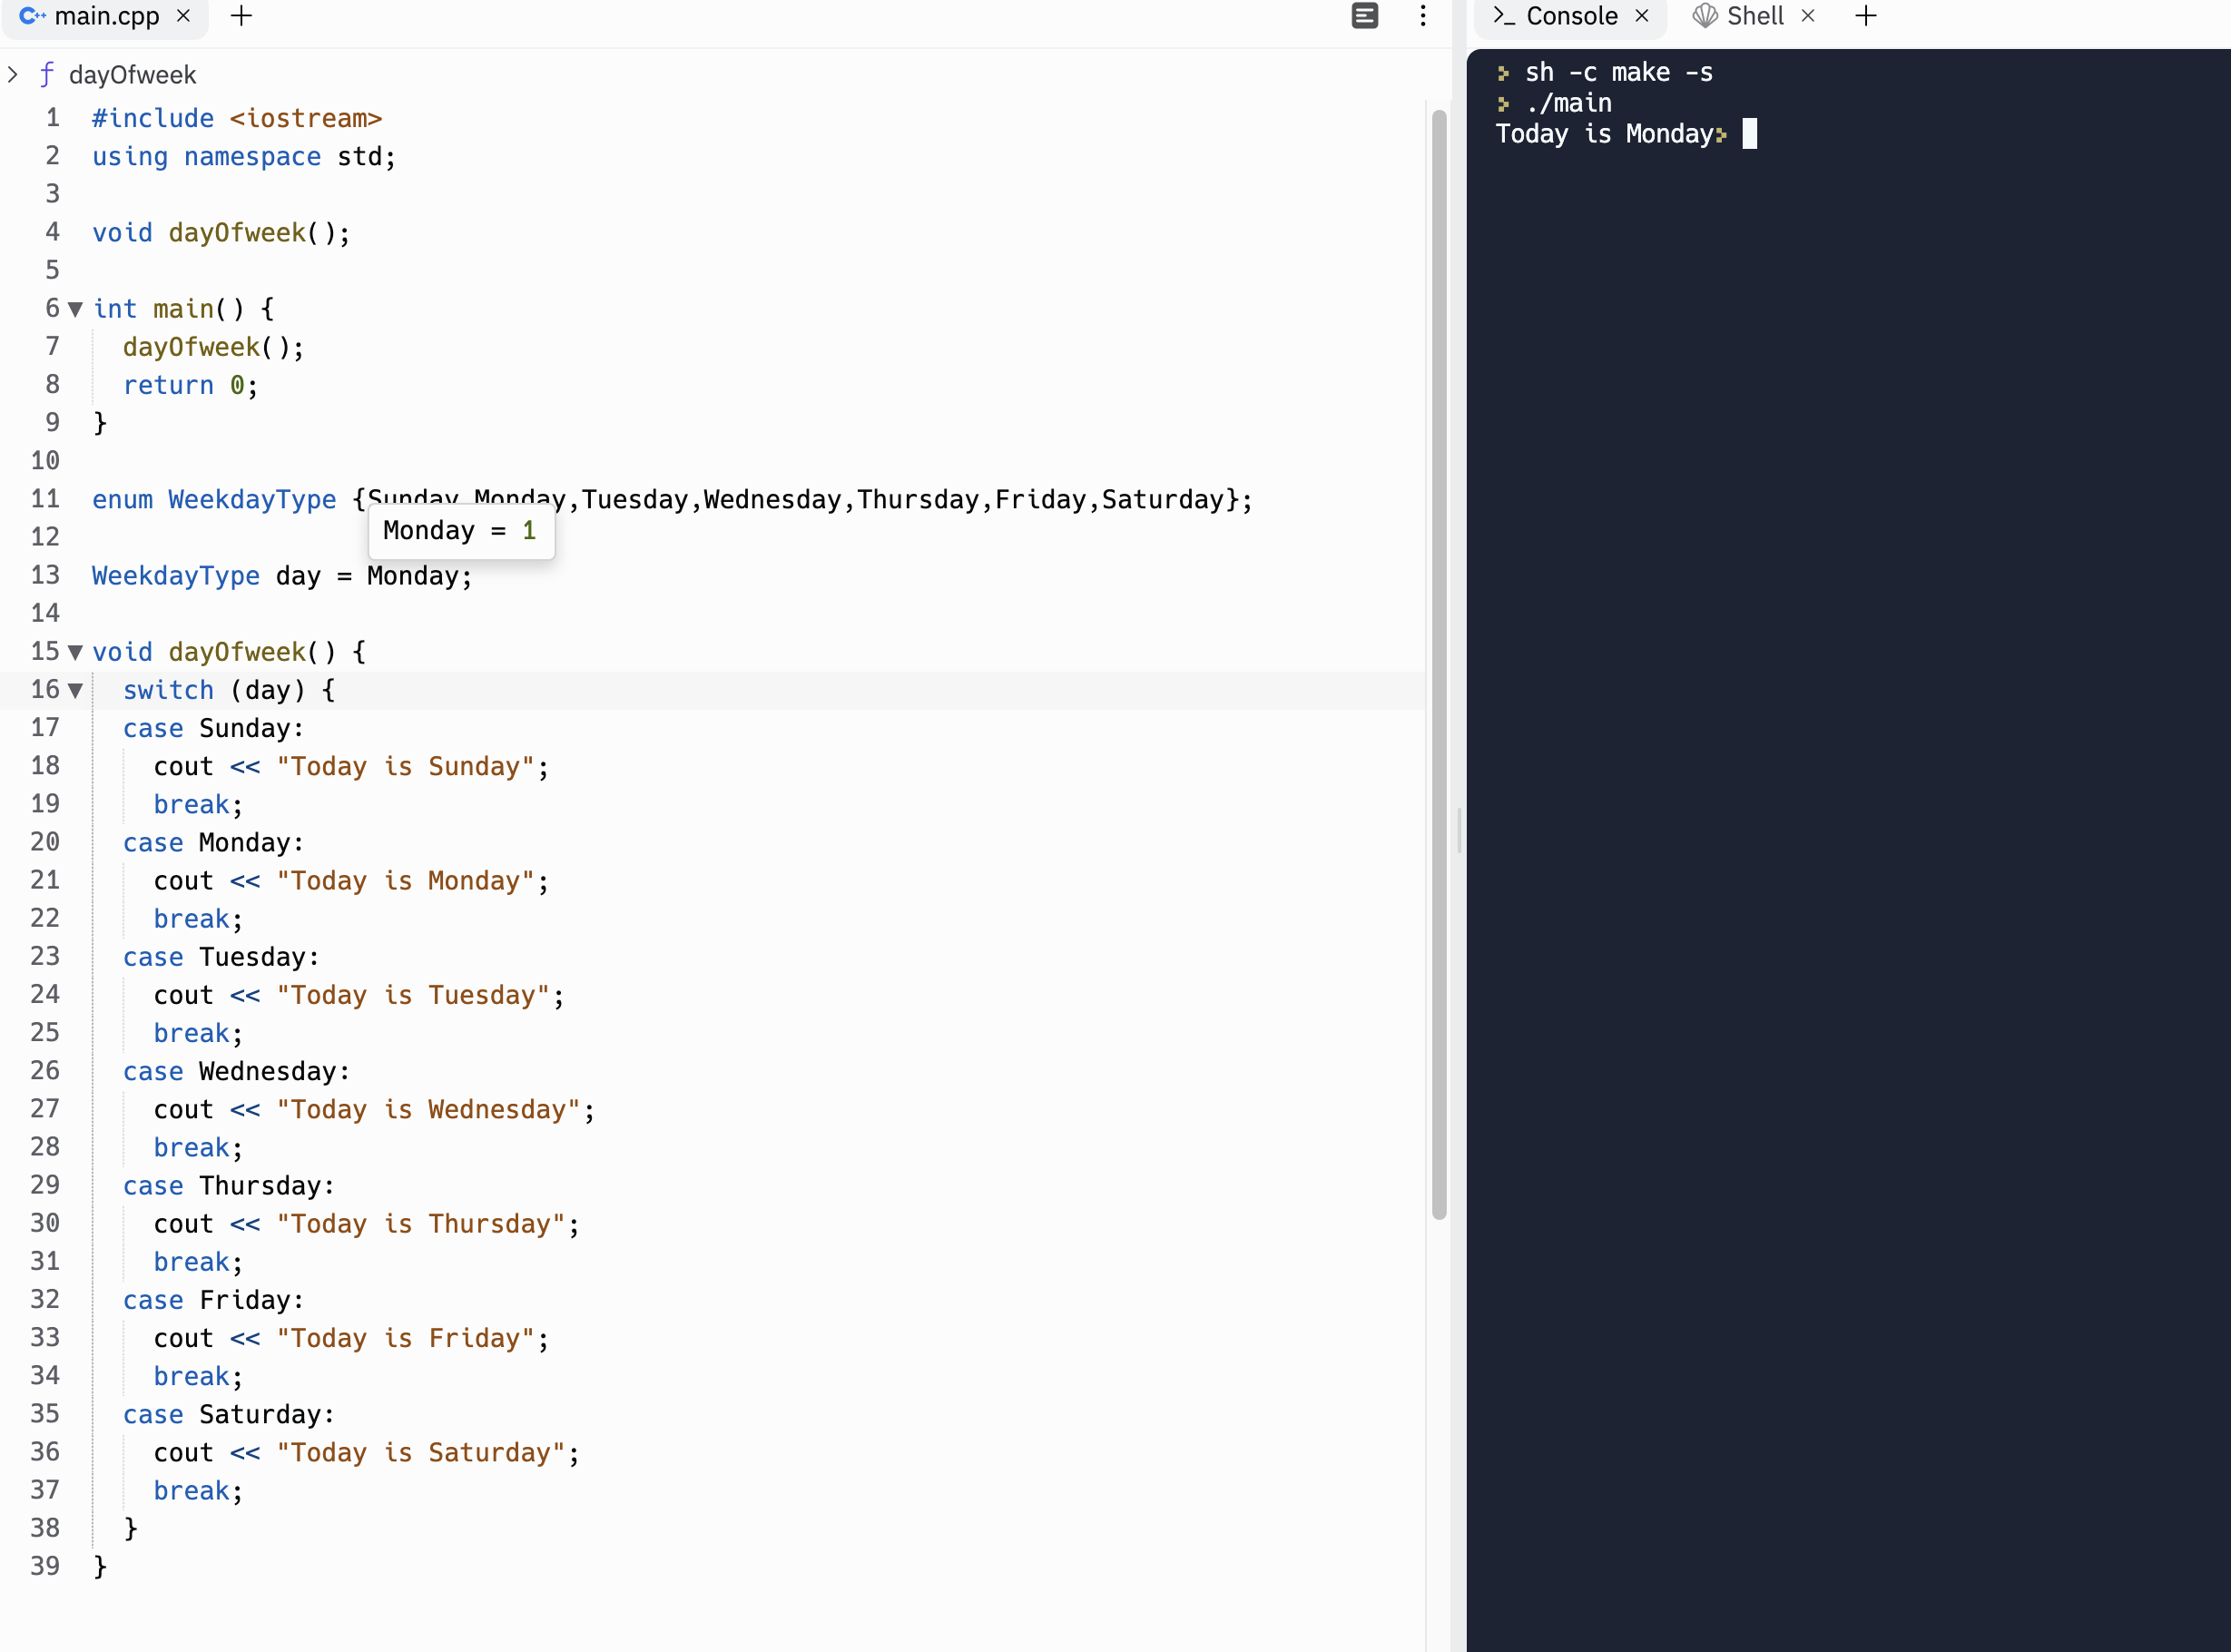 main.cpp × +
dayOfweek
1 #include <iostream>
2 using namespace std;
3
4 void dayOfweek();
5
6 int main() {
7 dayOfweek();
8 return 0;
9 }
10
11 enum WeekdayType {Sunday,Monday,Tuesday,Wednesday,Thursday,Friday,Saturday};
Monday = 1
12
13 WeekdayType day = Monday;
14
15 void dayOfweek() {
16 switch (day) {
17 case Sunday:
18 cout << "Today is Sunday";
19 break;
20 case Monday:
21 cout << "Today is Monday";
22 break;
23 case Tuesday:
24 cout << "Today is Tuesday";
25 break;
26 case Wednesday:
27 cout << "Today is Wednesday";
28 break;
29 case Thursday:
30 cout << "Today is Thursday";
31 break;
32 case Friday:
33 cout << "Today is Friday";
34 break;
35 case Saturday:
36 cout << "Today is Saturday";
37 break;
38 }
39 }
>_ Console × Shell × +
sh -c make -s
./main
Today is Monday